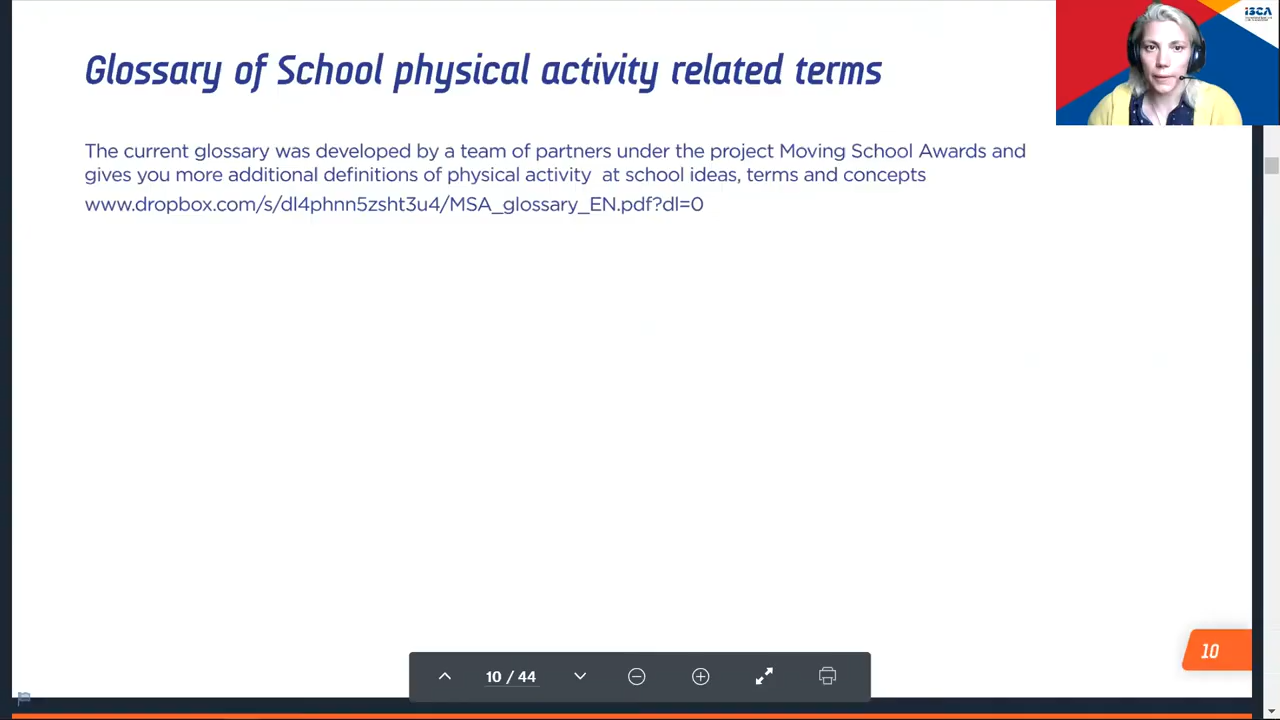 ISCA
Glossary of School physical activity related terms
The current glossary was developed by a team of partners under the project Moving School Awards and
gives you more additional definitions of physical activity at school ideas, terms and concepts
www.dropbox.com/s/dl4phnn5zsht3u4/MSA_glossary_EN.pdf?dl=0
10
10 / 44